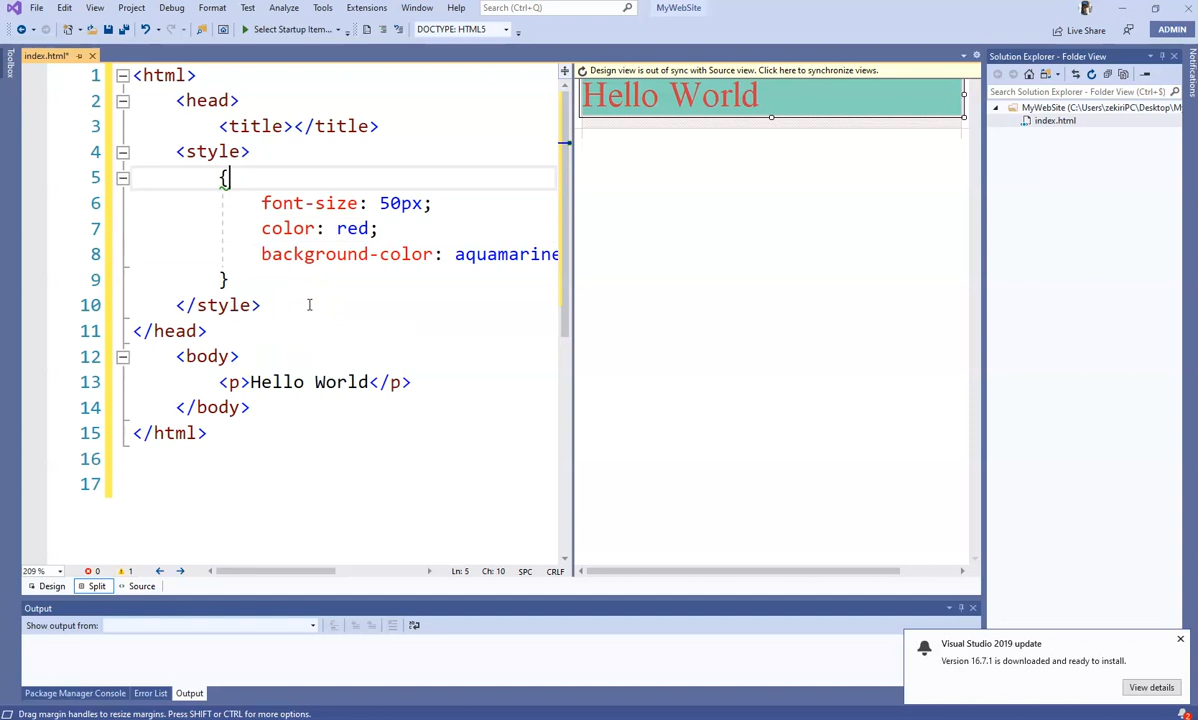 File Edit View Project Debug Format Test Analyze Tools Extensions Window Help Search (Ctrl+Q) MyWebSite
Select Startup Item... DOCTYPE: HTML5 Live Share ADMIN
index.html*
Toolbox
1 <html>
2 <head>
3 <title></title>
4 <style>
5 {
6 font-size: 50px;
7 color: red;
8 background-color: aquamarine
9 }
10 </style>
11 </head>
12 <body>
13 <p>Hello World</p>
14 </body>
15 </html>
16
17
209 % 0 1 Ln: 5 Ch: 10 SPC CRLF
Design Split Source
Design view is out of sync with Source view. Click here to synchronize views.
Hello World
Solution Explorer - Folder View
Search Solution Explorer - Folder View (Ctrl+$)
MyWebSite (C:\Users\zekiriPC\Desktop\My
index.html
Notifications
Output
Show output from:
Package Manager Console Error List Output
Visual Studio 2019 update
Version 16.7.1 is downloaded and ready to install.
View details
Drag margin handles to resize margins. Press SHIFT or CTRL for more options.
2